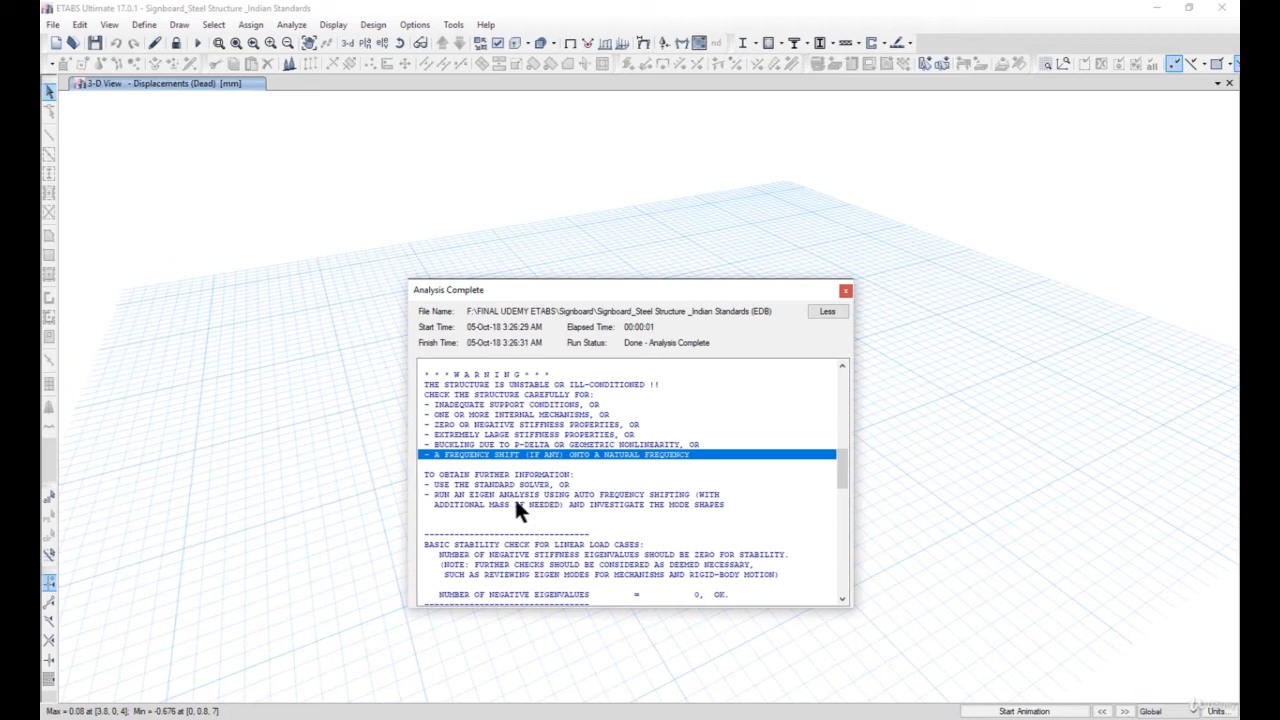 ETABS Ultimate 17.0.1 - Signboard_Steel Structure _Indian Standards
File Edit View Define Draw Select Assign Analyze Display Design Options Tools Help
3-d
nd
all
3-D View - Displacements (Dead) [mm]
Analysis Complete
File Name: F:\FINAL UDEMY ETABS\Signboard\Signboard_Steel Structure _Indian Standards (EDB)
Less
Start Time: 05-Oct-18 3:26:29 AM Elapsed Time: 00:00:01
Finish Time: 05-Oct-18 3:26:31 AM Run Status: Done - Analysis Complete
* * * W A R N I N G * * *
THE STRUCTURE IS UNSTABLE OR ILL-CONDITIONED !!
CHECK THE STRUCTURE CAREFULLY FOR:
- INADEQUATE SUPPORT CONDITIONS, OR
- ONE OR MORE INTERNAL MECHANISMS, OR
- ZERO OR NEGATIVE STIFFNESS PROPERTIES, OR
- EXTREMELY LARGE STIFFNESS PROPERTIES, OR
- BUCKLING DUE TO P-DELTA OR GEOMETRIC NONLINEARITY, OR
- A FREQUENCY SHIFT (IF ANY) ONTO A NATURAL FREQUENCY
TO OBTAIN FURTHER INFORMATION:
- USE THE STANDARD SOLVER, OR
- RUN AN EIGEN ANALYSIS USING AUTO FREQUENCY SHIFTING (WITH
ADDITIONAL MASS IF NEEDED) AND INVESTIGATE THE MODE SHAPES
---------------------------------
BASIC STABILITY CHECK FOR LINEAR LOAD CASES:
NUMBER OF NEGATIVE STIFFNESS EIGENVALUES SHOULD BE ZERO FOR STABILITY.
(NOTE: FURTHER CHECKS SHOULD BE CONSIDERED AS DEEMED NECESSARY,
SUCH AS REVIEWING EIGEN MODES FOR MECHANISMS AND RIGID-BODY MOTION)
NUMBER OF NEGATIVE EIGENVALUES = 0, OK.
---------------------------------
Max = 0.08 at [3.8, 0, 4]; Min = -0.676 at [0, 0.8, 7]
Start Animation << >> Global Units...